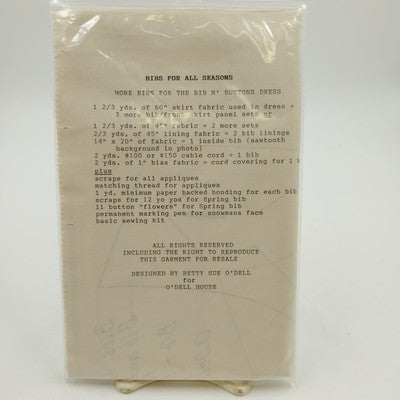 BIBS FOR ALL SEASONS
MORE BIBS FOR THE BIB N' BUTTONS DRESS
1 2/3 yds. of 60" skirt fabric used in dress =
3 more bib/front skirt panel sets or
1 1/4 yds. of 45" fabric = 2 more sets
2/3 yds. of 45" lining fabric = 2 bib linings
14" x 20" of fabric = 1 inside bib (sawtooth
background in photo)
2 yds. #100 or #150 cable cord = 1 bib
2 yds. of 1" bias fabric = cord covering for 1 b
plus
scraps for all appliques
matching thread for appliques
1 yd. minimum paper backed bonding for each bib
scraps for 12 yo yos for Spring bib
11 button "flowers" for Spring bib
permanent marking pen for snowmans face
basic sewing kit
ALL RIGHTS RESERVED
INCLUDING THE RIGHT TO REPRODUCE
THIS GARMENT FOR RESALE
DESIGNED BY BETTY SUE O'DELL
for
O'DELL HOUSE